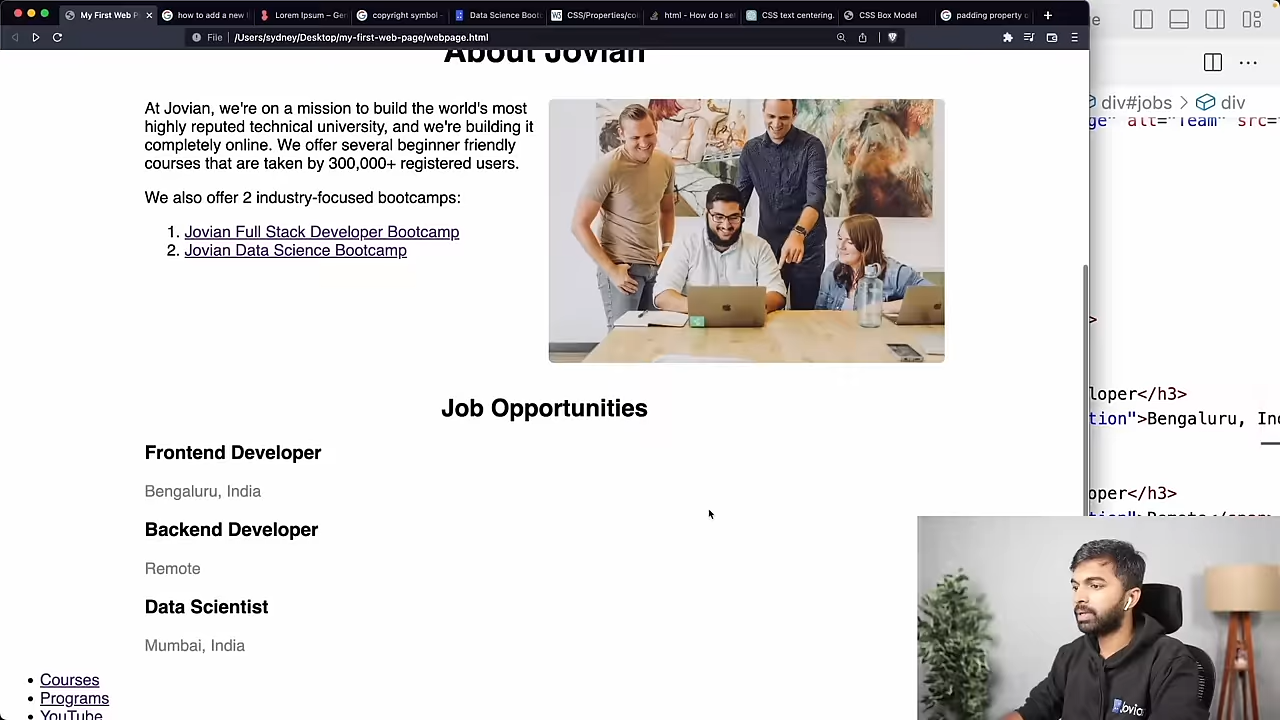 My First Web P
how to add a new l
Lorem Ipsum – Gen
copyright symbol -
Data Science Boot
CSS/Properties/col
html - How do I set
CSS text centering.
CSS Box Model
padding property c
File | /Users/sydney/Desktop/my-first-web-page/webpage.html
div#jobs > div
ge" alt="Team" src="
About Jovian
At Jovian, we're on a mission to build the world's most
highly reputed technical university, and we're building it
completely online. We offer several beginner friendly
courses that are taken by 300,000+ registered users.
We also offer 2 industry-focused bootcamps:
1. Jovian Full Stack Developer Bootcamp
2. Jovian Data Science Bootcamp
>
Job Opportunities
Frontend Developer
Bengaluru, India
Backend Developer
Remote
Data Scientist
Mumbai, India
loper</h3>
tion">Bengaluru, Ind
oper</h3>
tion">Remote</span>
• Courses
• Programs
• YouTube
Jovian